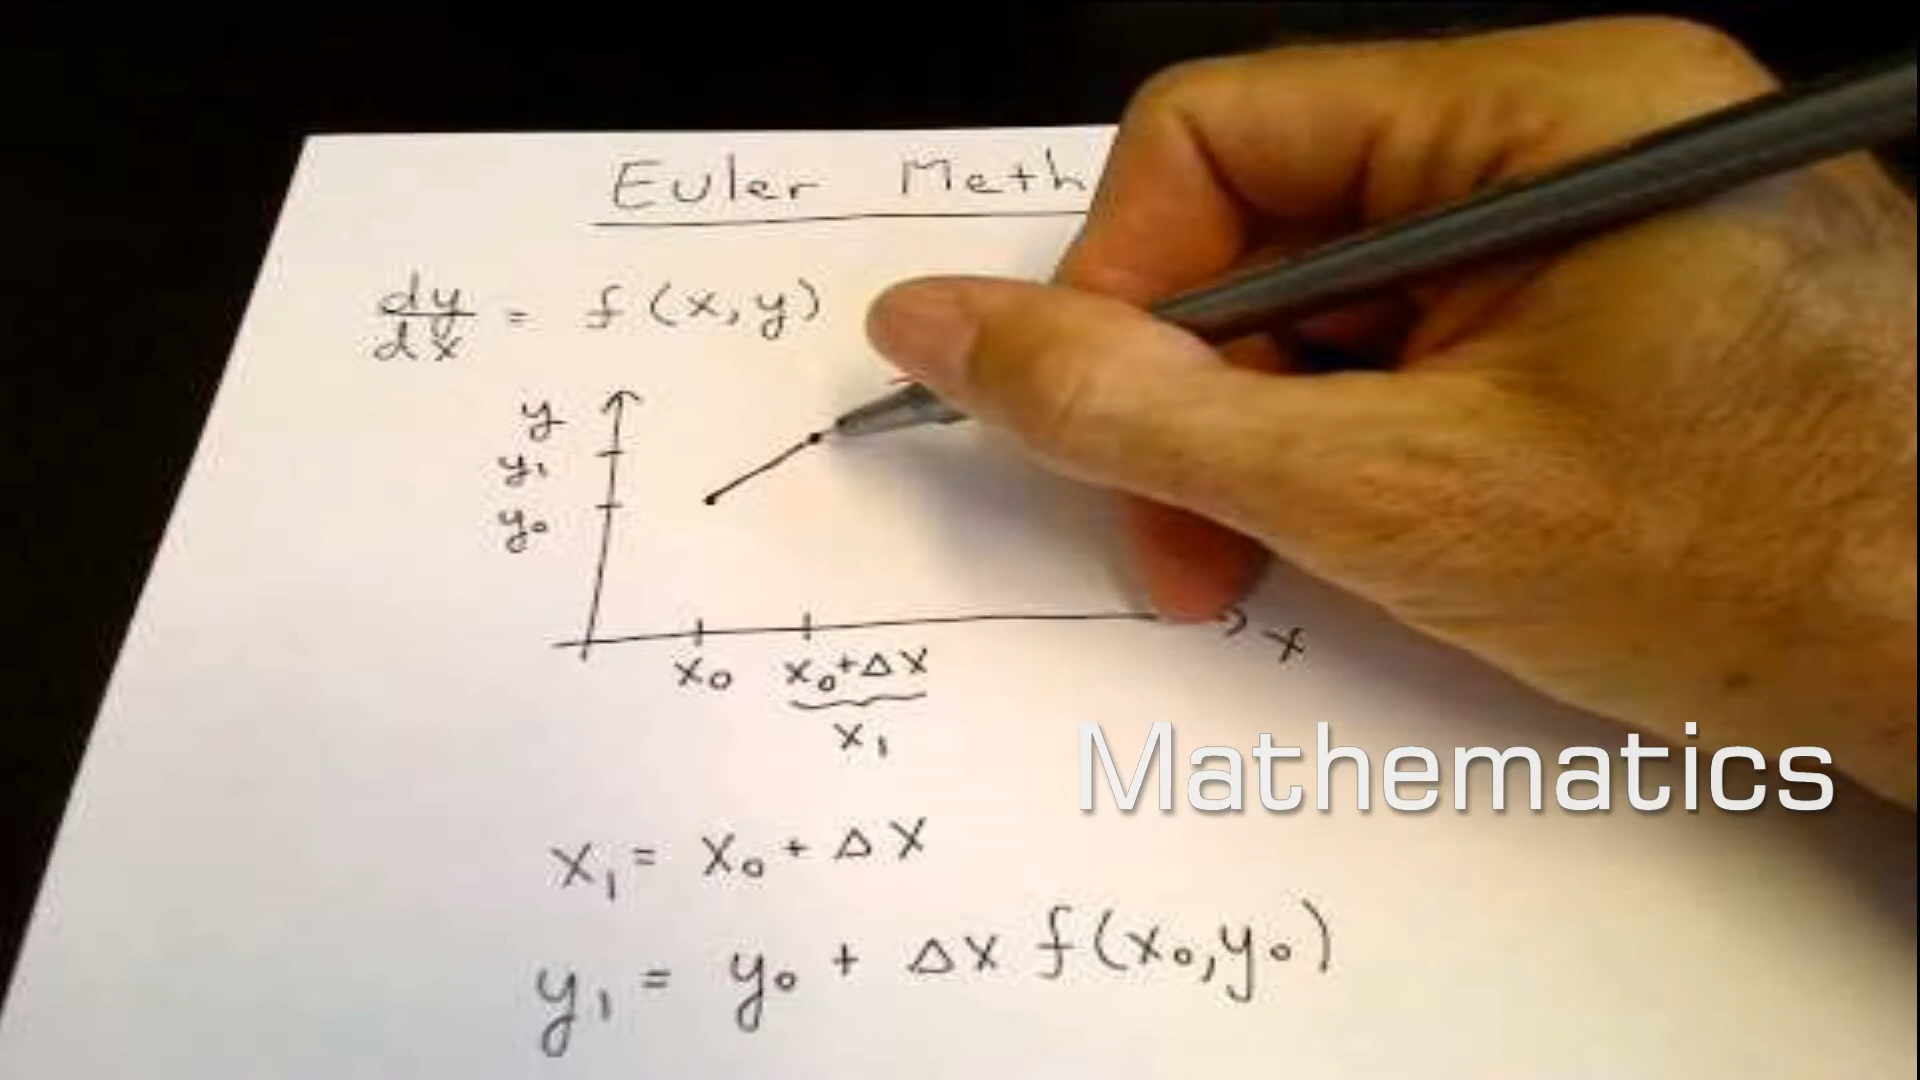 Euler Meth
dy/dx = f(x,y)
y
y₁
y₀
x
x₀ x₀+Δx
x₁
Mathematics
x₁ = x₀ + Δx
y₁ = y₀ + Δx f(x₀,y₀)